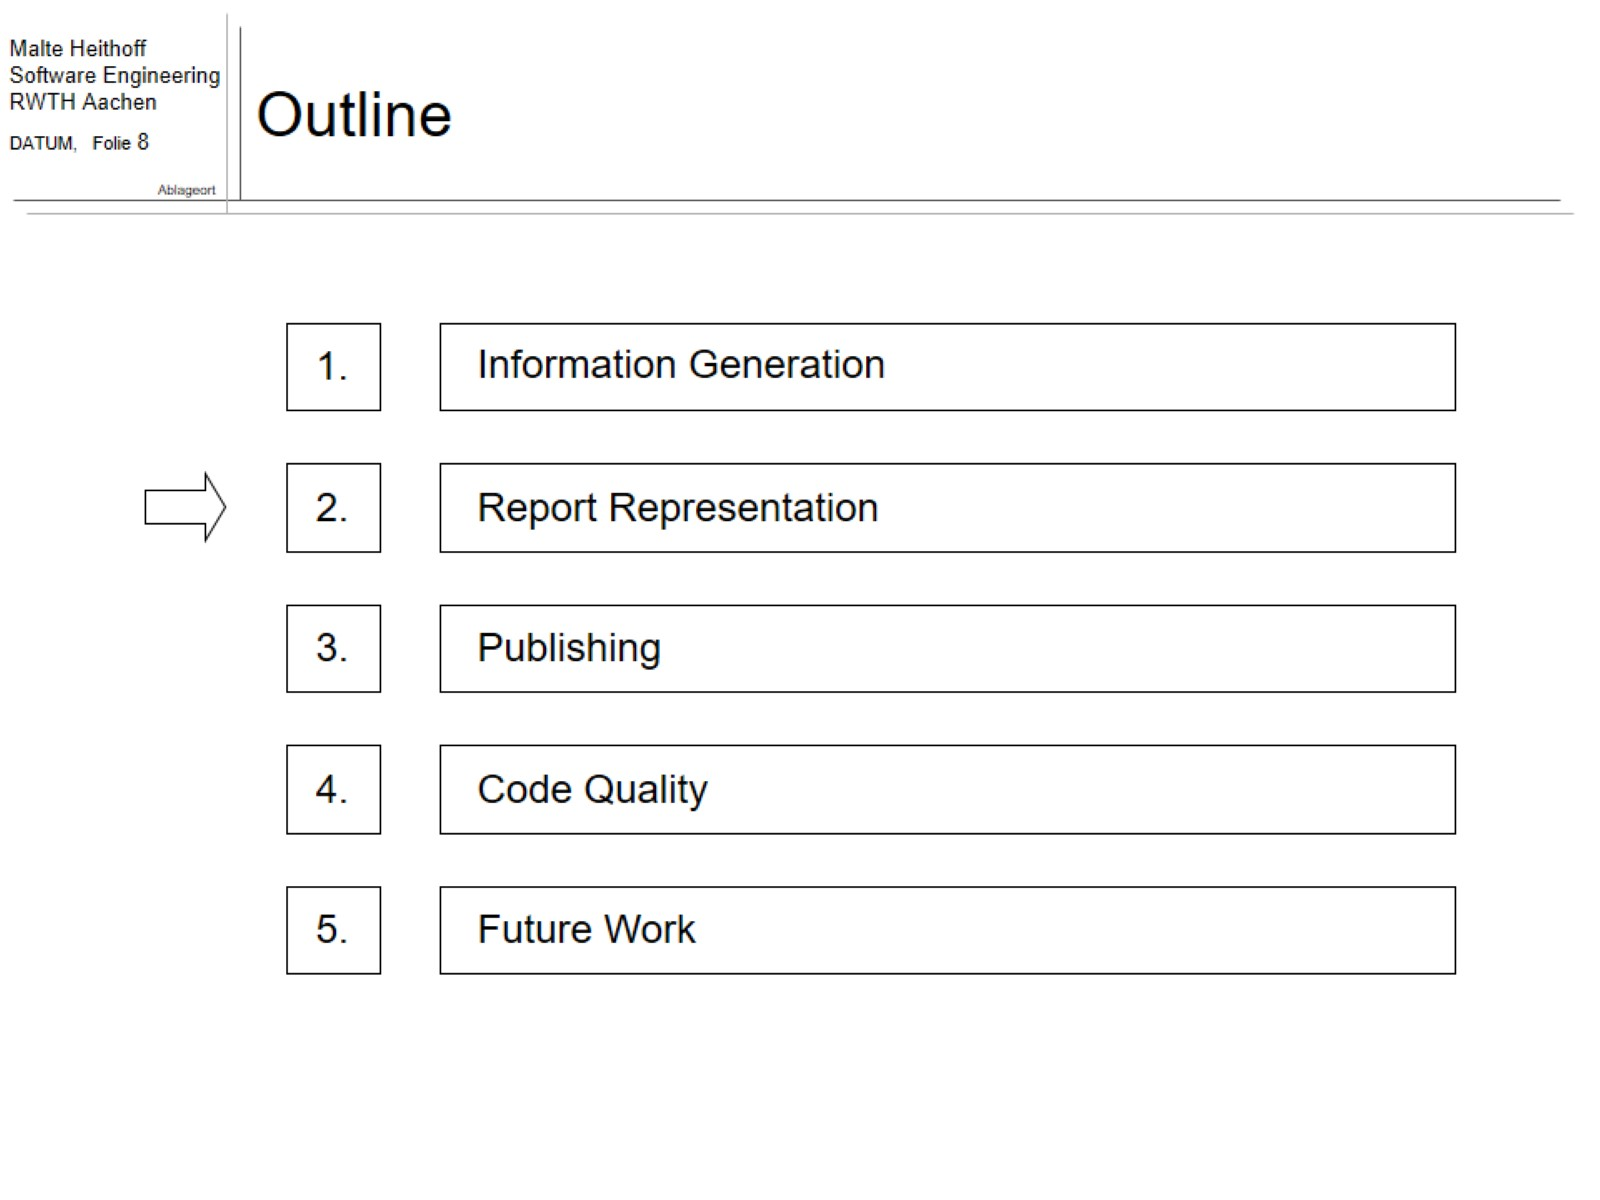 Malte Heithoff
Software Engineering
RWTH Aachen
DATUM, Folie 8
Ablageort
Outline
1. Information Generation
2. Report Representation
3. Publishing
4. Code Quality
5. Future Work